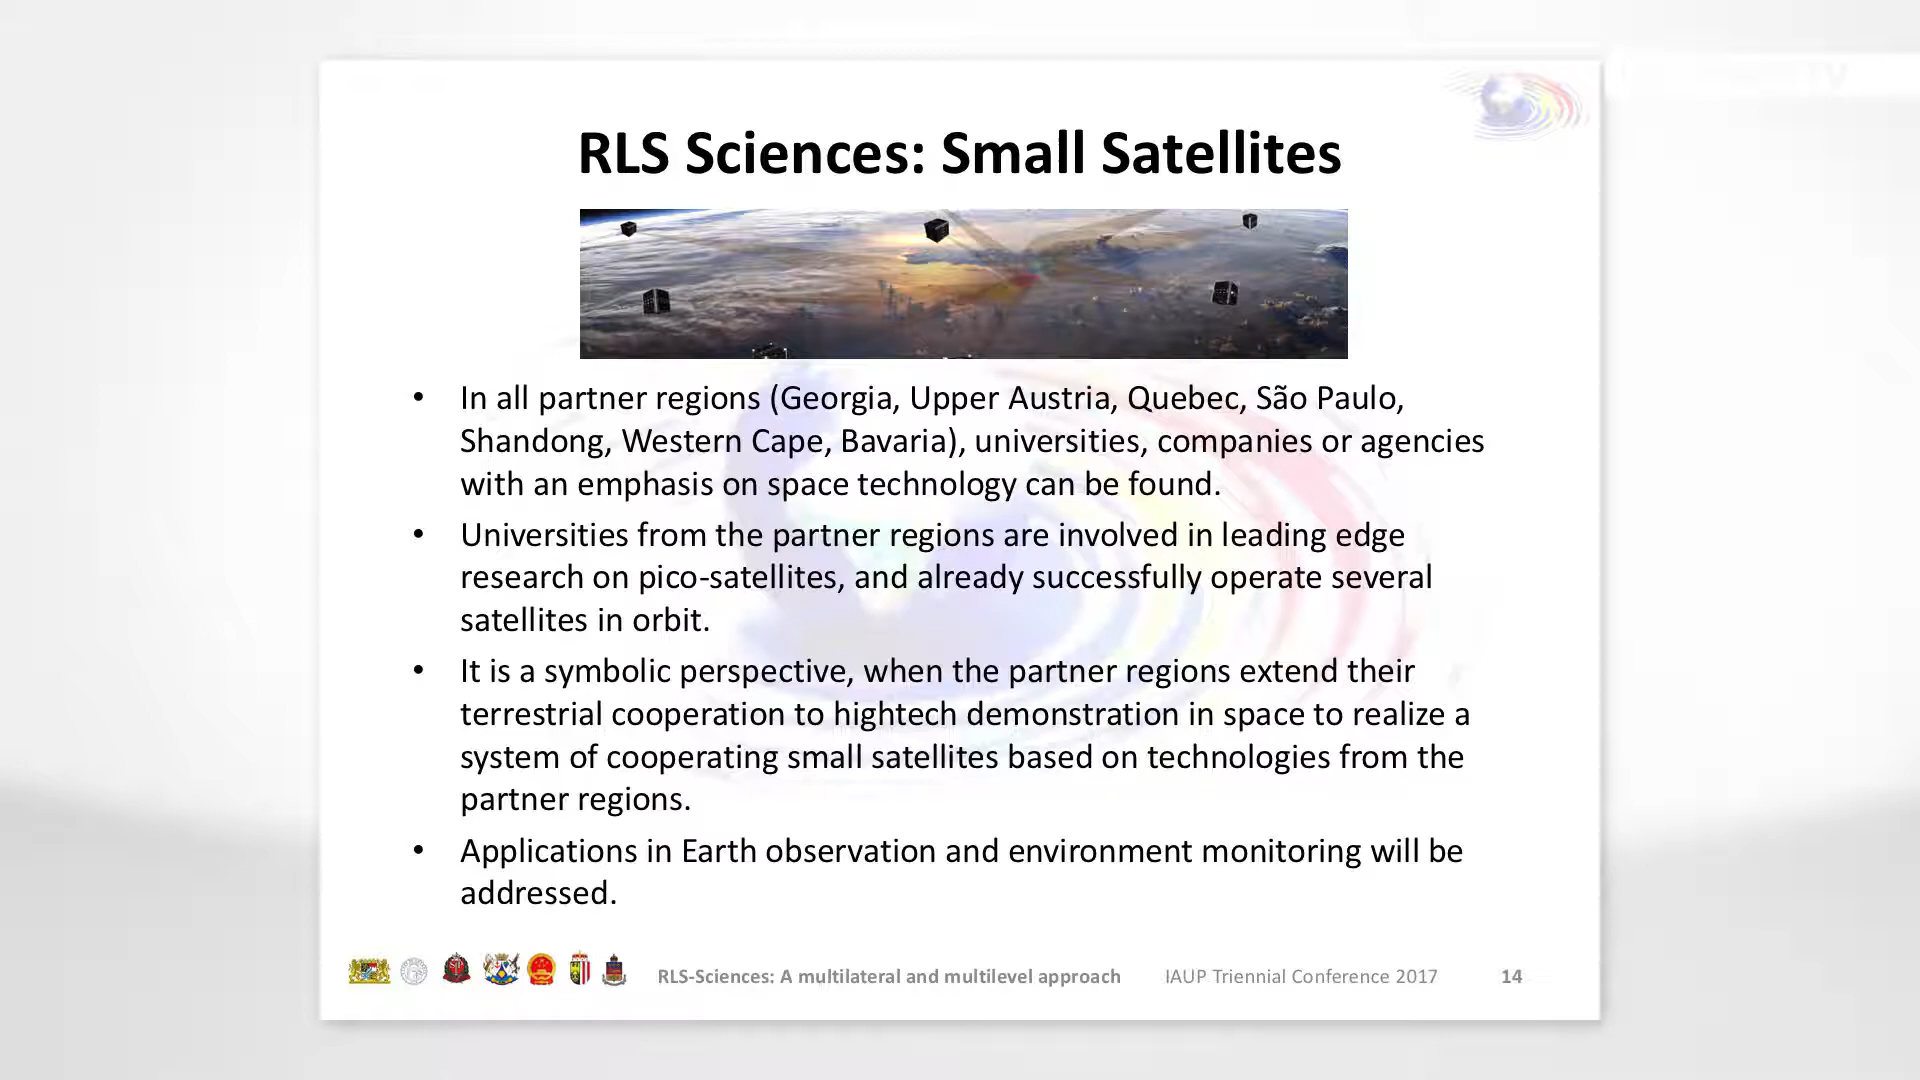 RLS Sciences: Small Satellites
• In all partner regions (Georgia, Upper Austria, Quebec, São Paulo,
Shandong, Western Cape, Bavaria), universities, companies or agencies
with an emphasis on space technology can be found.
• Universities from the partner regions are involved in leading edge
research on pico-satellites, and already successfully operate several
satellites in orbit.
• It is a symbolic perspective, when the partner regions extend their
terrestrial cooperation to hightech demonstration in space to realize a
system of cooperating small satellites based on technologies from the
partner regions.
• Applications in Earth observation and environment monitoring will be
addressed.
RLS-Sciences: A multilateral and multilevel approach IAUP Triennial Conference 2017 14